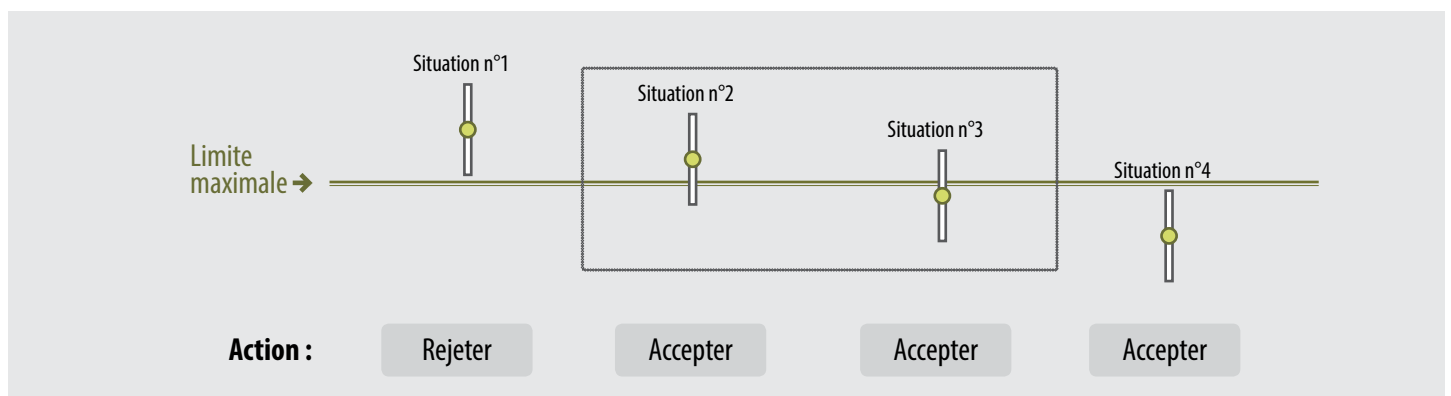 Situation n°1
Situation n°2
Situation n°3
Situation n°4
Limite
maximale →
Action : Rejeter Accepter Accepter Accepter